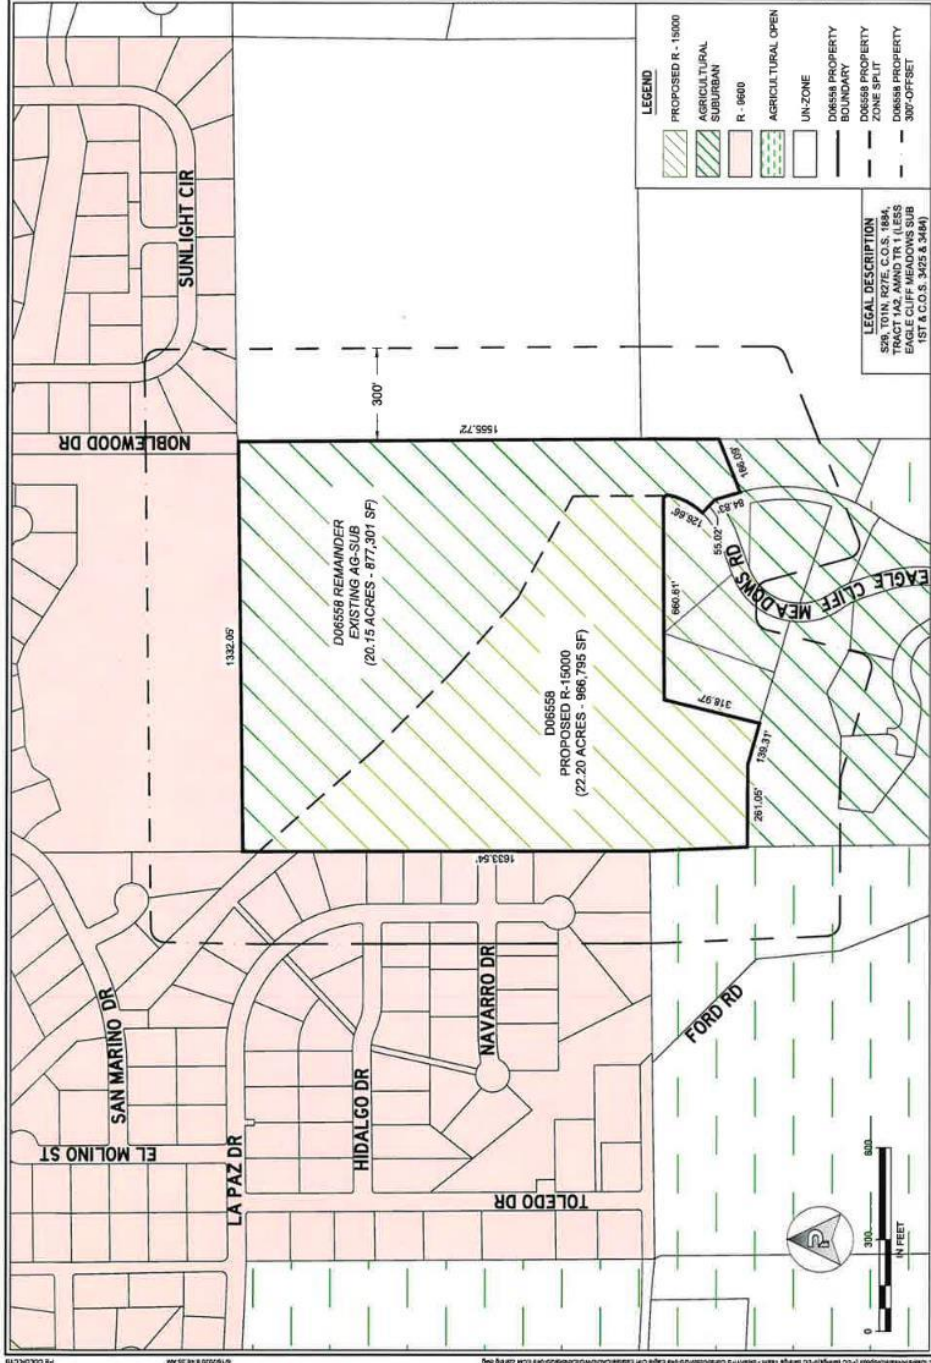 SUNLIGHT CIR
NOBLEWOOD DR
SAN MARINO DR
EL MOLINO ST
LA PAZ DR
HIDALGO DR
NAVARRO DR
TOLEDO DR
FORD RD
EAGLE CLIFF MEADOWS RD
300'
1332.05'
1555.72'
1633.54'
D06558 REMAINDER
EXISTING AG-SUB
(20.15 ACRES - 877,301 SF)
D06558
PROPOSED R-15000
(22.20 ACRES - 966,795 SF)
186.09'
84.83'
55.02'
126.66'
660.61'
318.97'
139.31'
261.05'
LEGEND
PROPOSED R - 15000
AGRICULTURAL
SUBURBAN
R - 9600
AGRICULTURAL OPEN
UN-ZONE
D06558 PROPERTY
BOUNDARY
D06558 PROPERTY
ZONE SPLIT
D06558 PROPERTY
300'-OFFSET
LEGAL DESCRIPTION
S29, T01N, R27E, C.O.S. 1884,
TRACT 1A2, AMND TR 1 (LESS
EAGLE CLIFF MEADOWS SUB
1ST & C.O.S. 3425 & 3484)
0 300 600
IN FEET